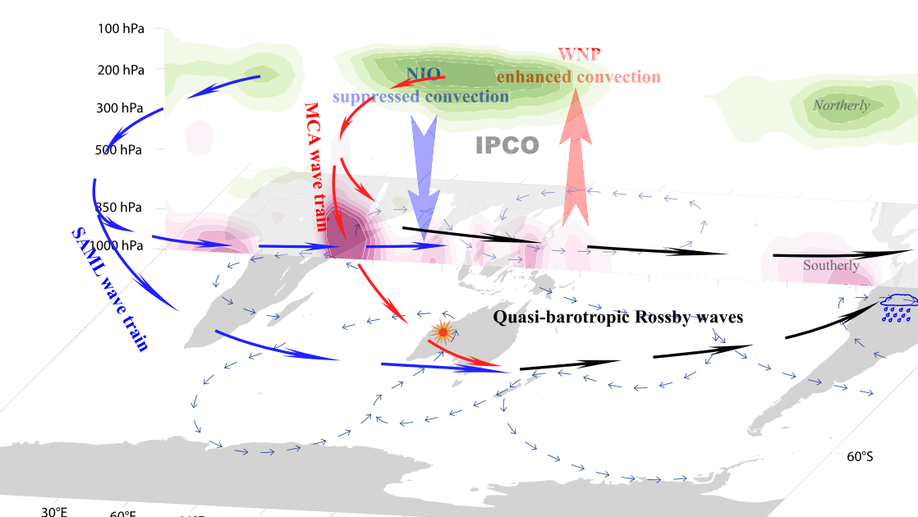 100 hPa
WNP
enhanced convection
200 hPa
NIO
suppressed convection
300 hPa
Northerly
MCA wave train
IPCO
500 hPa
850 hPa
SAML wave train
1000 hPa
Southerly
Quasi-barotropic Rossby waves
60°S
30°E
60°E